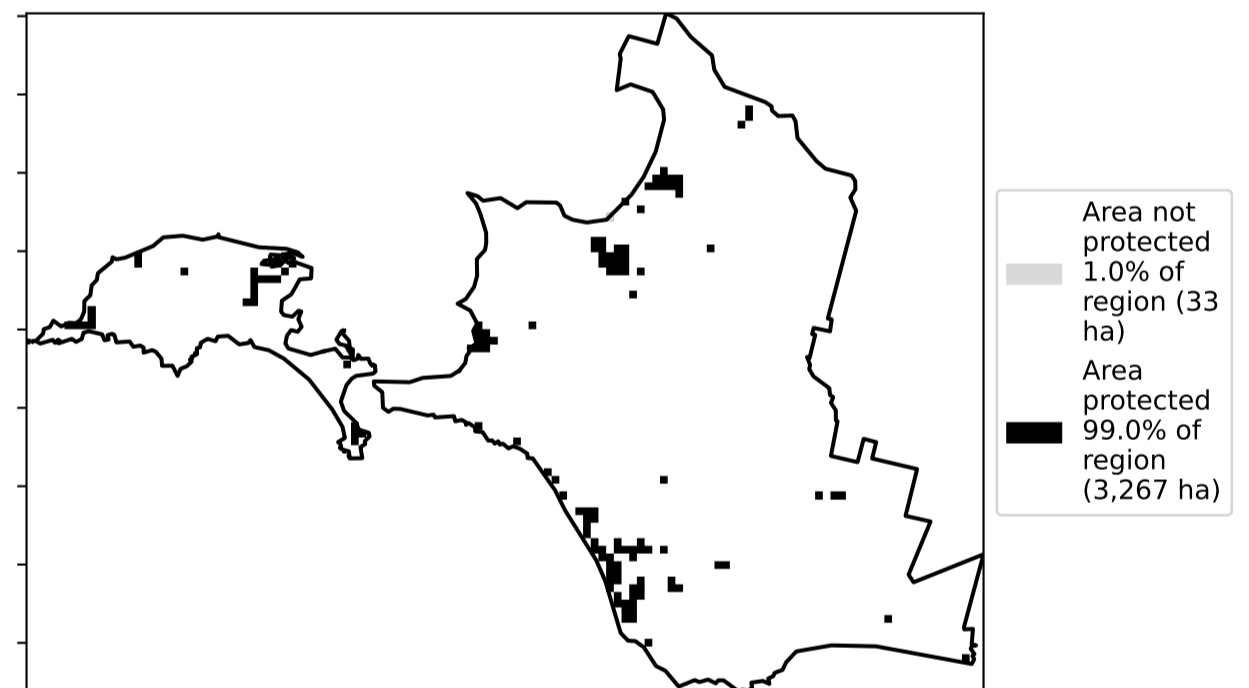 Area not
protected
1.0% of
region (33
ha)
Area
protected
99.0% of
region
(3,267 ha)